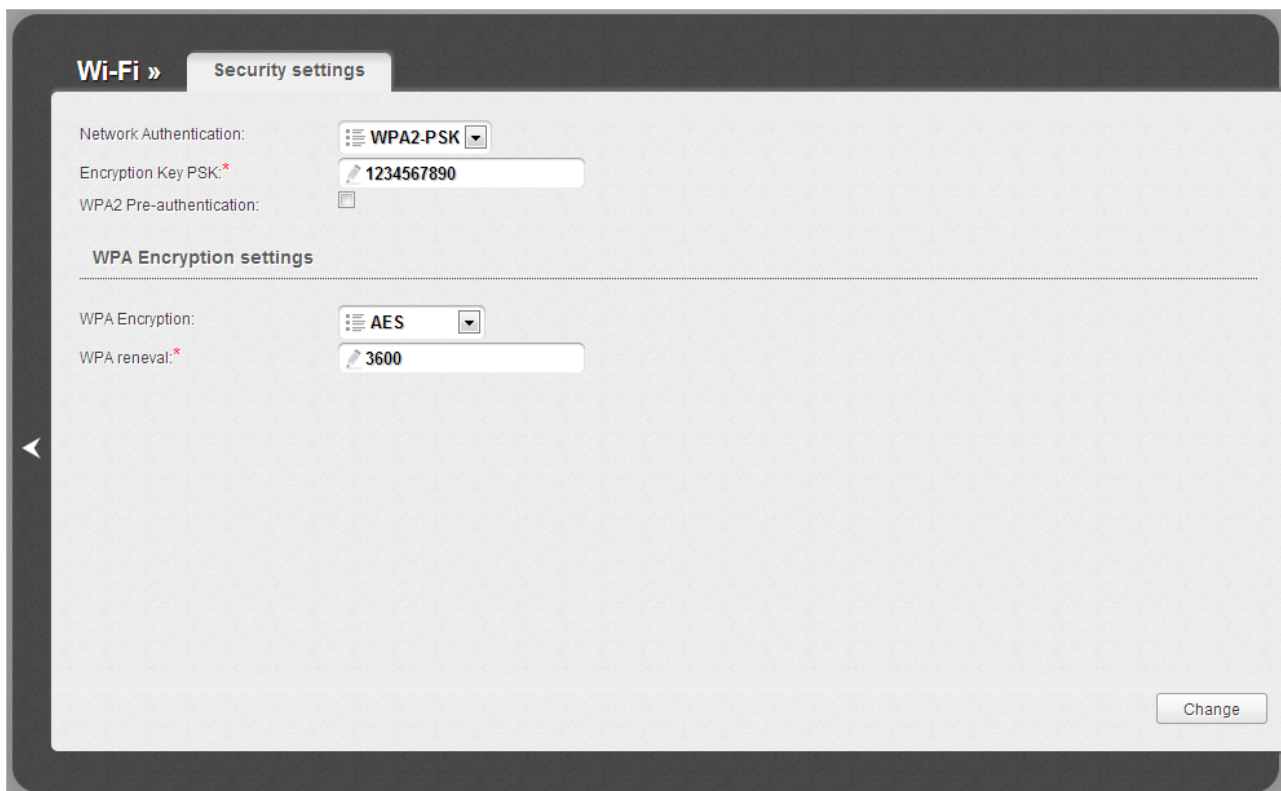 Wi-Fi » Security settings
Network Authentication: WPA2-PSK
Encryption Key PSK:* 1234567890
WPA2 Pre-authentication:
WPA Encryption settings
WPA Encryption: AES
WPA reneval:* 3600
Change